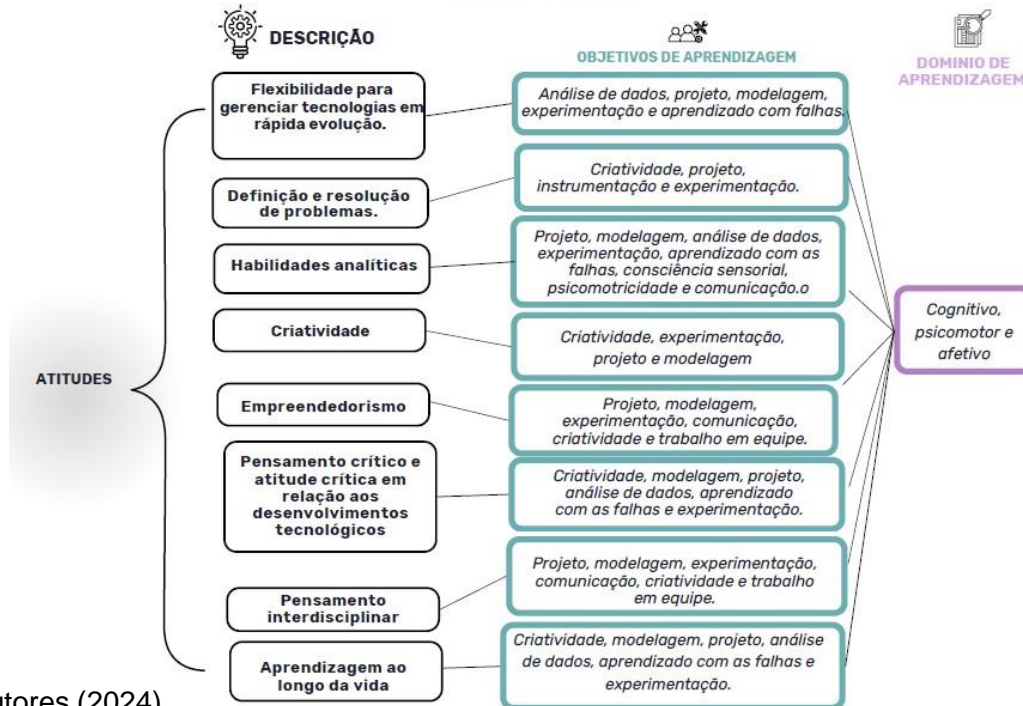 DESCRIÇÃO
OBJETIVOS DE APRENDIZAGEM
DOMINIO DE
APRENDIZAGEM
Flexibilidade para
gerenciar tecnologias em
rápida evolução.
Análise de dados, projeto, modelagem,
experimentação e aprendizado com falhas.
Definição e resolução
de problemas.
Criatividade, projeto,
instrumentação e experimentação.
Habilidades analíticas
Projeto, modelagem, análise de dados,
experimentação, aprendizado com as
falhas, consciência sensorial,
psicomotricidade e comunicação.o
Criatividade
Criatividade, experimentação,
projeto e modelagem
Cognitivo,
psicomotor e
afetivo
ATITUDES
Empreendedorismo
Projeto, modelagem,
experimentação, comunicação,
criatividade e trabalho em equipe.
Pensamento crítico e
atitude crítica em
relação aos
desenvolvimentos
tecnológicos
Criatividade, modelagem, projeto,
análise de dados, aprendizado
com as falhas e experimentação.
Pensamento
interdisciplinar
Projeto, modelagem, experimentação,
comunicação, criatividade e trabalho
em equipe.
Aprendizagem ao
longo da vida
Criatividade, modelagem, projeto, análise
de dados, aprendizado com as falhas e
experimentação.
(2024)